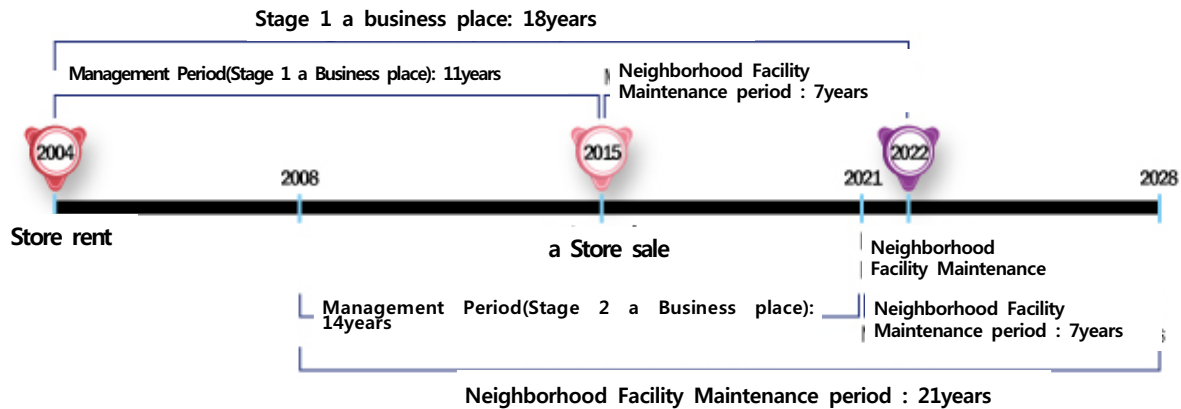 Stage 1 a business place: 18years
Management Period(Stage 1 a Business place): 11years
Neighborhood Facility
Maintenance period : 7years
2004
2015
2022
2008
2021
2028
Store rent
a Store sale
Neighborhood
Facility Maintenance
Management Period(Stage 2 a Business place):
14years
Neighborhood Facility
Maintenance period : 7years
Neighborhood Facility Maintenance period : 21years